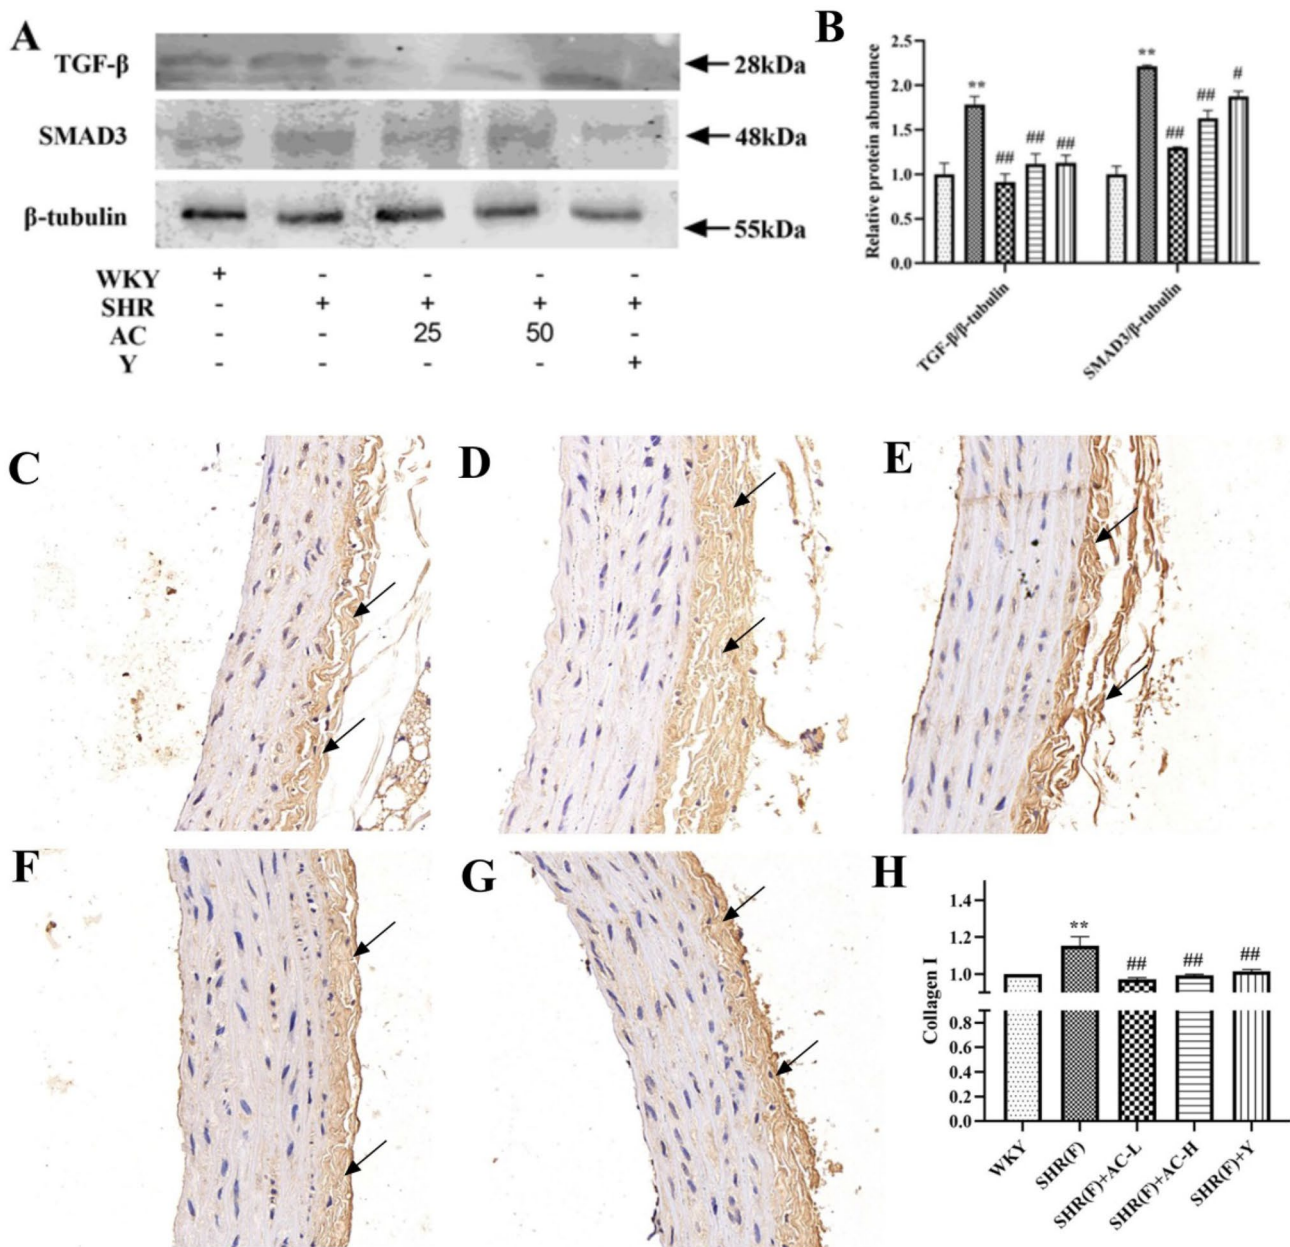 A
TGF-β
28kDa
SMAD3
48kDa
β-tubulin
55kDa
WKY + - - - -
SHR - + + + +
AC - - 25 50 -
Y - - - - +
B
Relative protein abundance
2.5
2.0
1.5
1.0
0.5
0.0
** ## ## ##
** ## ## #
TGF-β/β-tubulin
SMAD3/β-tubulin
C
D
E
F
G
H
Collagen I
1.4
1.2
1.0
0.8
0.6
0.4
0.2
0.0
** ## ## ##
WKY
SHR(F)
SHR(F)+AC-L
SHR(F)+AC-H
SHR(F)+Y